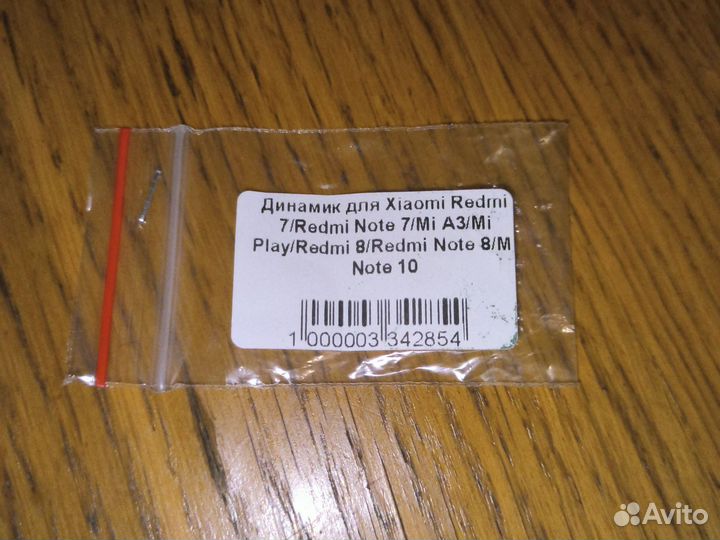 Динамик для Xiaomi Redmi
7/Redmi Note 7/Mi A3/Mi
Play/Redmi 8/Redmi Note 8/M
Note 10
1 000003 342854
Avito